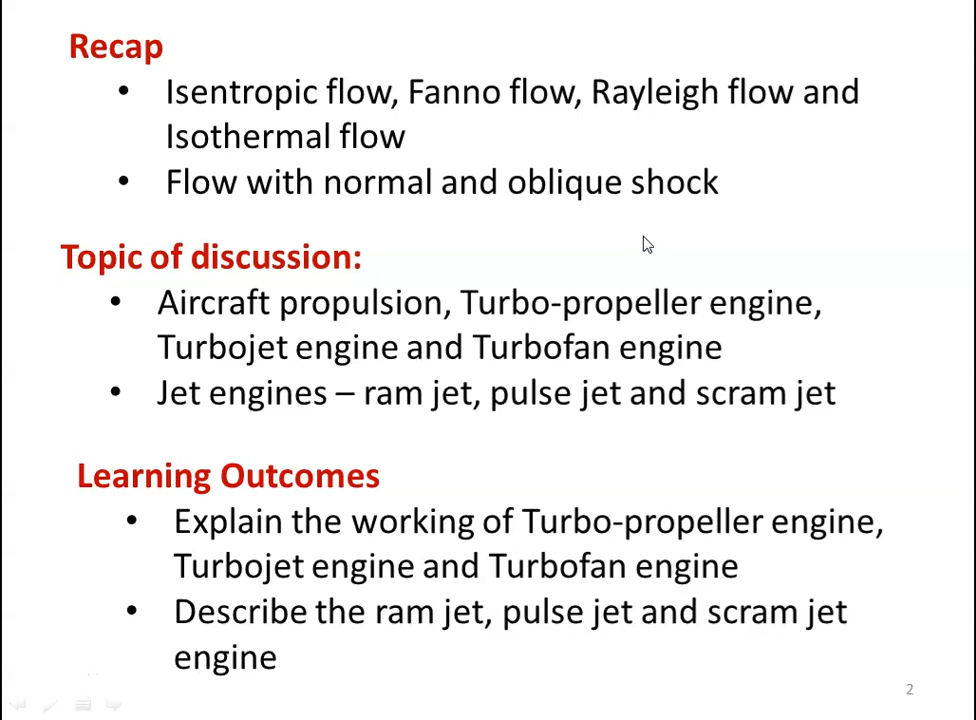 Recap
• Isentropic flow, Fanno flow, Rayleigh flow and
Isothermal flow
• Flow with normal and oblique shock
Topic of discussion:
• Aircraft propulsion, Turbo-propeller engine,
Turbojet engine and Turbofan engine
• Jet engines – ram jet, pulse jet and scram jet
Learning Outcomes
• Explain the working of Turbo-propeller engine,
Turbojet engine and Turbofan engine
• Describe the ram jet, pulse jet and scram jet
engine
2